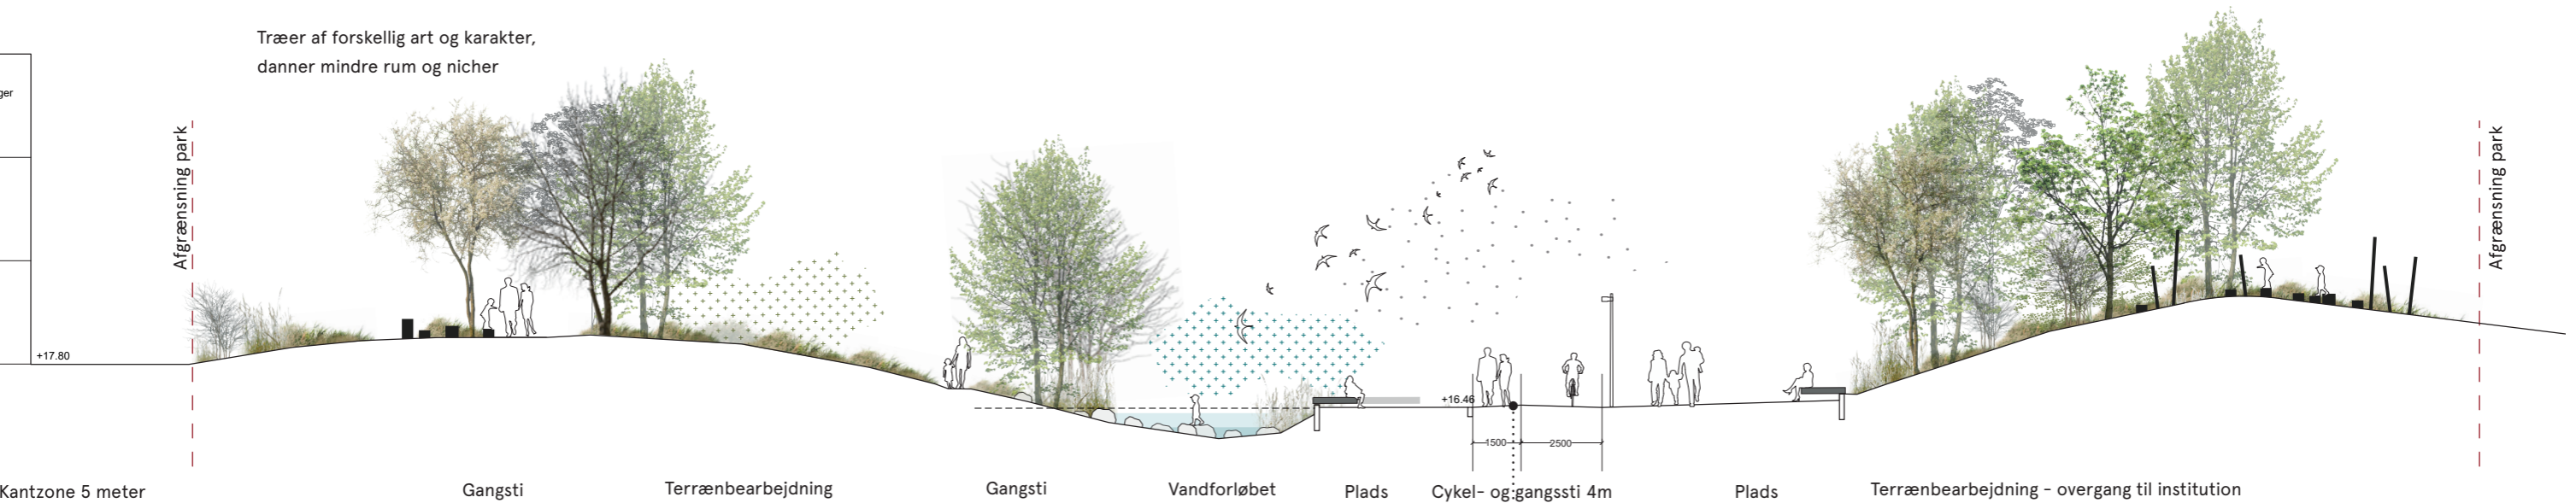 Træer af forskellig art og karakter,
danner mindre rum og nicher
ger
Afgrænsning park
Afgrænsning park
+17.80
+16.46
1500
2500
Kantzone 5 meter
Gangsti
Terrænbearbejdning
Gangsti
Vandforløbet
Plads
Cykel- og gangssti 4m
Plads
Terrænbearbejdning - overgang til institution